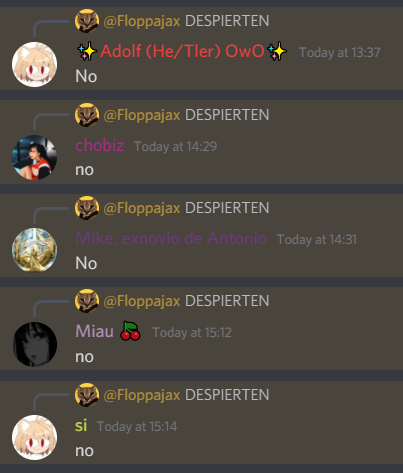 @Floppajax DESPIERTEN
✨Adolf (He/Tler) OwO✨ Today at 13:37
No
@Floppajax DESPIERTEN
chobiz Today at 14:29
no
@Floppajax DESPIERTEN
Mike, exnovio de Antonio Today at 14:31
No
@Floppajax DESPIERTEN
Miau 🍒 Today at 15:12
no
@Floppajax DESPIERTEN
si Today at 15:14
no